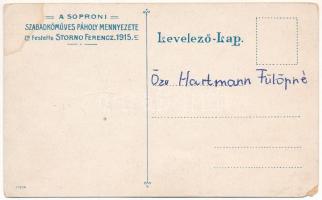 A SOPRONI
SZABADKŐMŰVES PÁHOLY MENNYEZETE
festette STORNO FERENCZ, 1915.
Levelező-Lap.
Özv. Hartmann Fülöpné